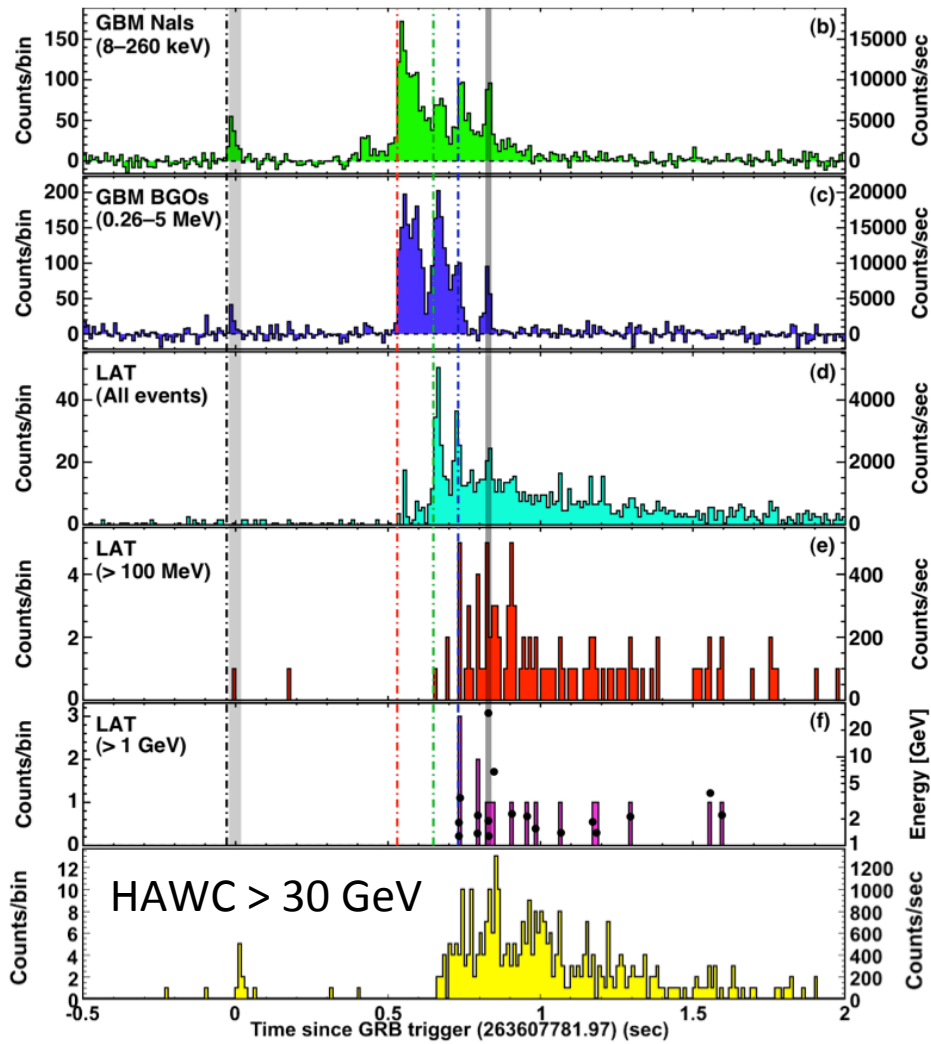 GBM NaIs
(8–260 keV)
(b)
Counts/bin
150
100
50
0
15000
10000
5000
0
Counts/sec
GBM BGOs
(0.26–5 MeV)
(c)
Counts/bin
200
150
100
50
0
20000
15000
10000
5000
0
Counts/sec
LAT
(All events)
(d)
Counts/bin
40
20
0
4000
2000
0
Counts/sec
LAT
(> 100 MeV)
(e)
Counts/bin
4
2
0
400
200
0
Counts/sec
LAT
(> 1 GeV)
(f)
Counts/bin
3
2
1
0
20
10
5
2
1
Energy [GeV]
HAWC > 30 GeV
Counts/bin
12
10
8
6
4
2
0
1200
1000
800
600
400
200
0
Counts/sec
-0.5 0 0.5 1 1.5 2
Time since GRB trigger (263607781.97) (sec)